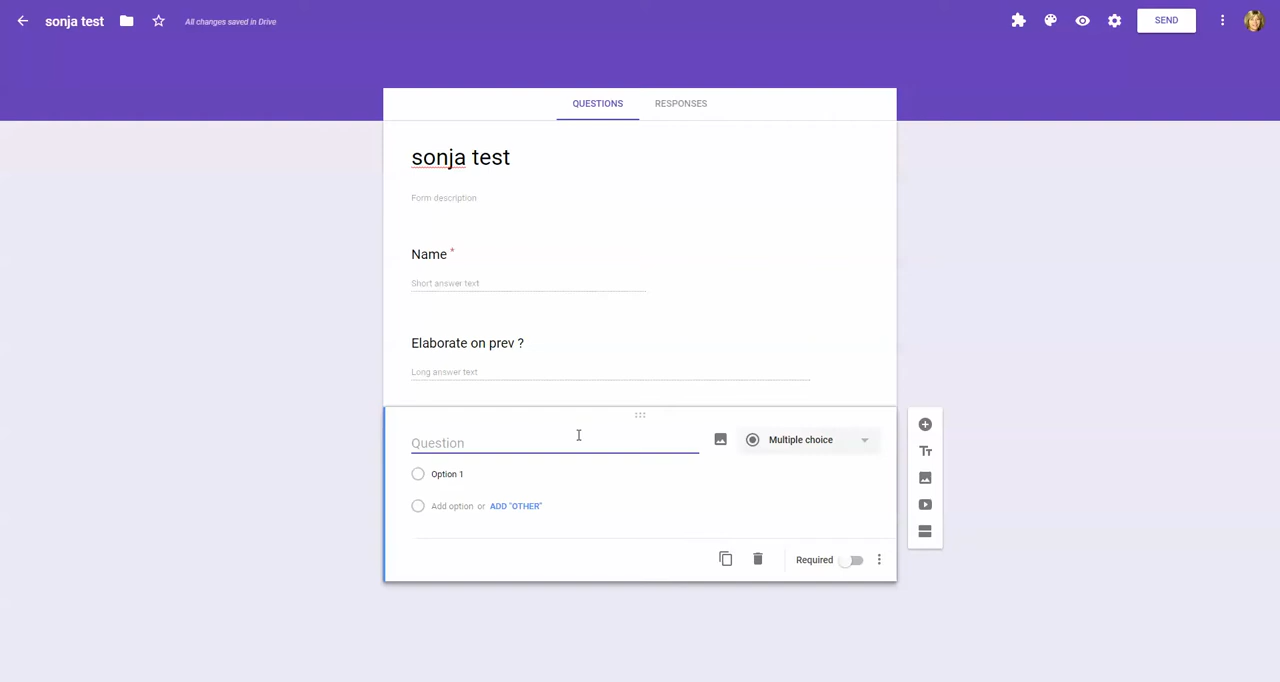 sonja test
All changes saved in Drive
SEND
QUESTIONS
RESPONSES
sonja test
Form description
Name *
Short answer text
Elaborate on prev ?
Long answer text
Question
Multiple choice
Option 1
Add option or ADD "OTHER"
Required